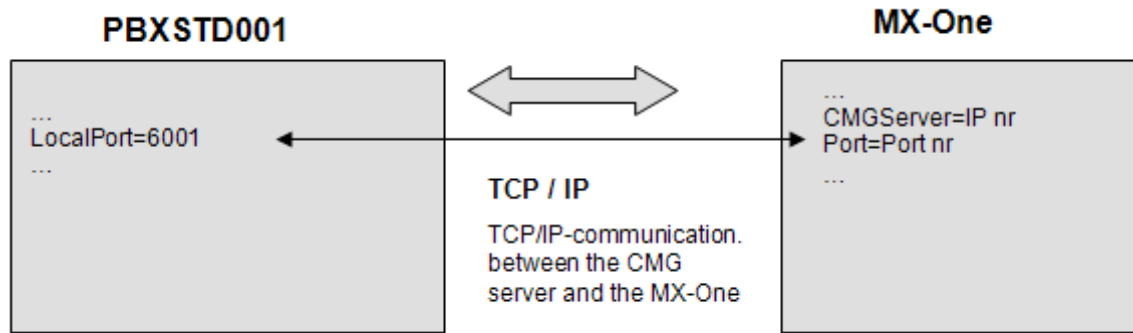 PBXSTD001
MX-One
...
LocalPort=6001
...
...
CMGServer=IP nr
Port=Port nr
...
TCP / IP
TCP/IP-communication.
between the CMG
server and the MX-One